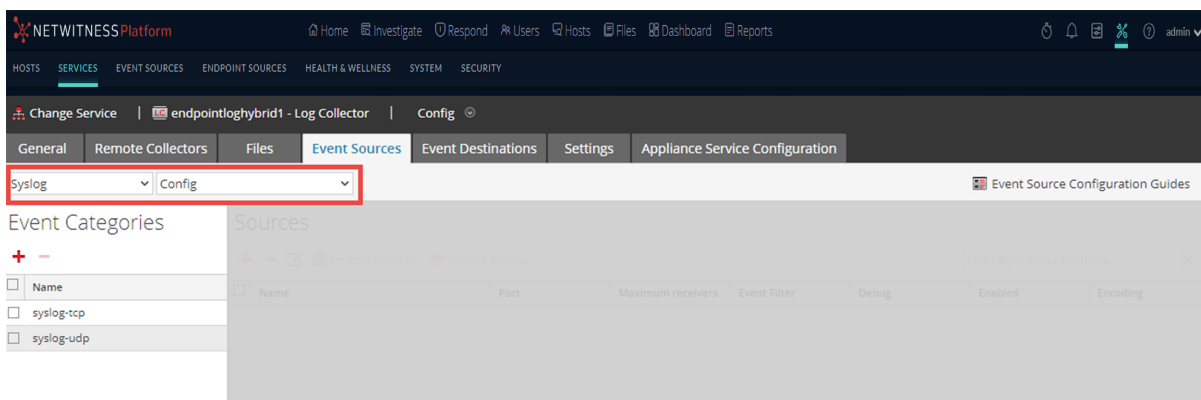 NETWITNESS Platform Home Investigate Respond Users Hosts Files Dashboard Reports admin
HOSTS SERVICES EVENT SOURCES ENDPOINT SOURCES HEALTH & WELLNESS SYSTEM SECURITY
Change Service | LC endpointloghybrid1 - Log Collector | Config
General Remote Collectors Files Event Sources Event Destinations Settings Appliance Service Configuration
Syslog Config Event Source Configuration Guides
Event Categories Sources
Name Name Port Maximum receivers Event Filter Debug Enabled Encoding
syslog-tcp
syslog-udp